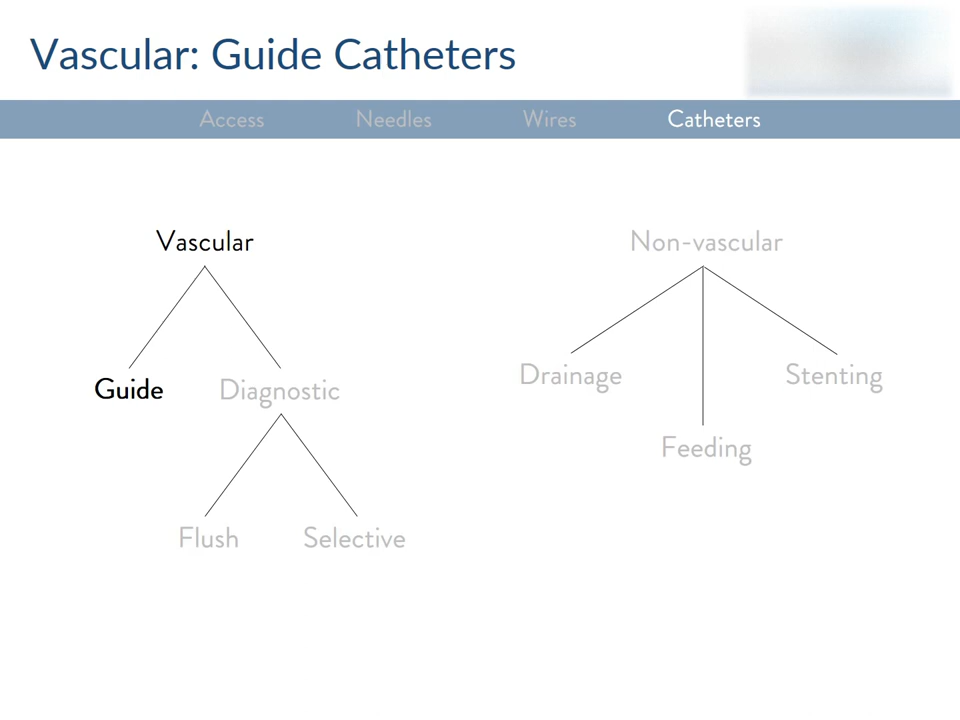 Vascular: Guide Catheters
Access Needles Wires Catheters
Vascular Non-vascular
Guide Diagnostic Drainage Stenting
Feeding
Flush Selective